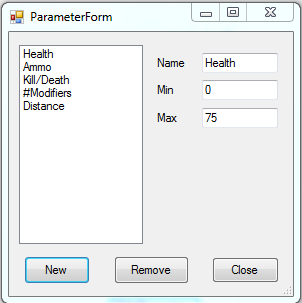 ParameterForm
Health
Ammo
Kill/Death
#Modifiers
Distance
Name Health
Min 0
Max 75
New Remove Close